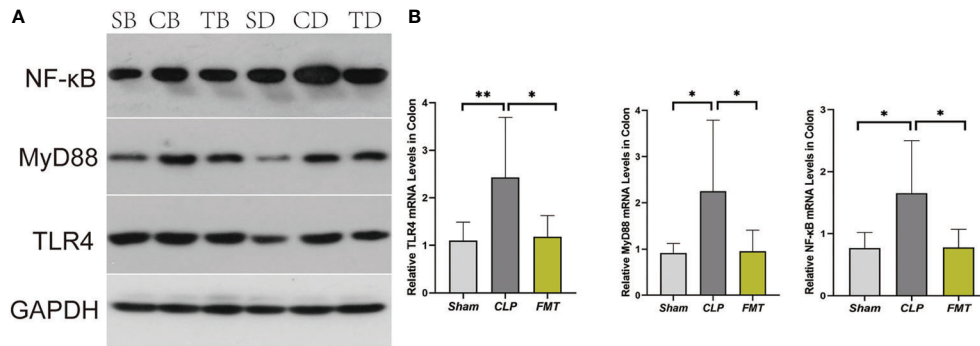 A
SB CB TB SD CD TD
NF-κB
MyD88
TLR4
GAPDH
B
Relative TLR4 mRNA Levels in Colon
4
3
2
1
0
** *
Sham CLP FMT
Relative MyD88 mRNA Levels in Colon
4
3
2
1
0
* *
Sham CLP FMT
Relative NF-κB mRNA Levels in Colon
3
2
1
0
* *
Sham CLP FMT